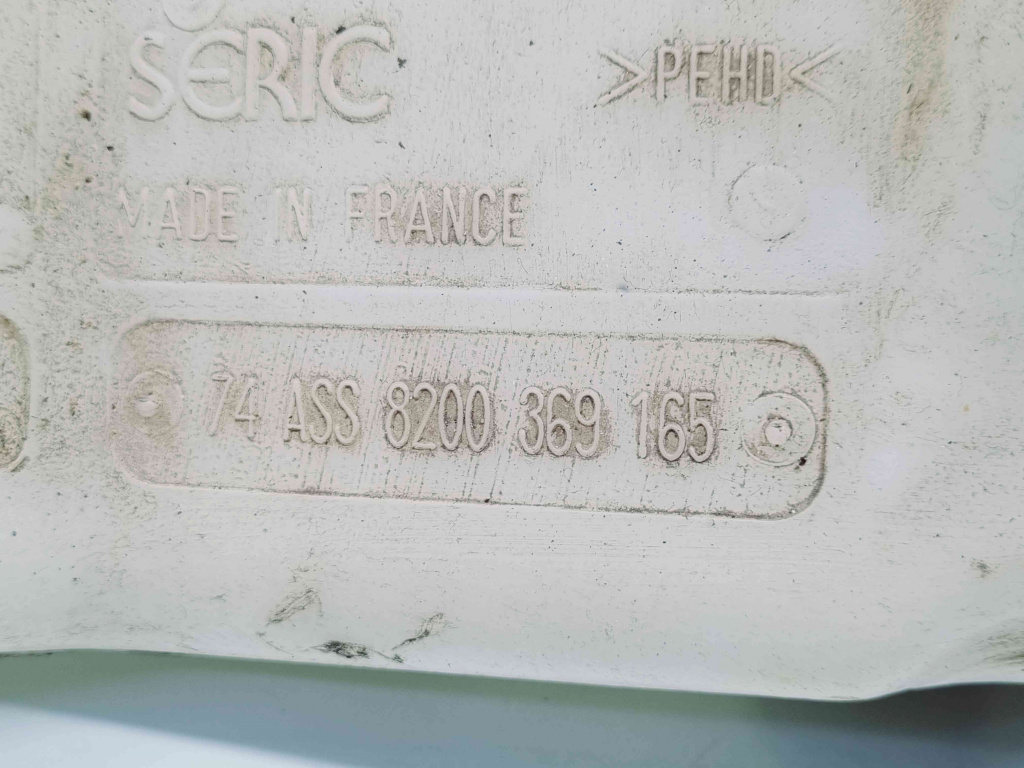 SERIC
>PEHD<
MADE IN FRANCE
74 ASS 8200 369 165